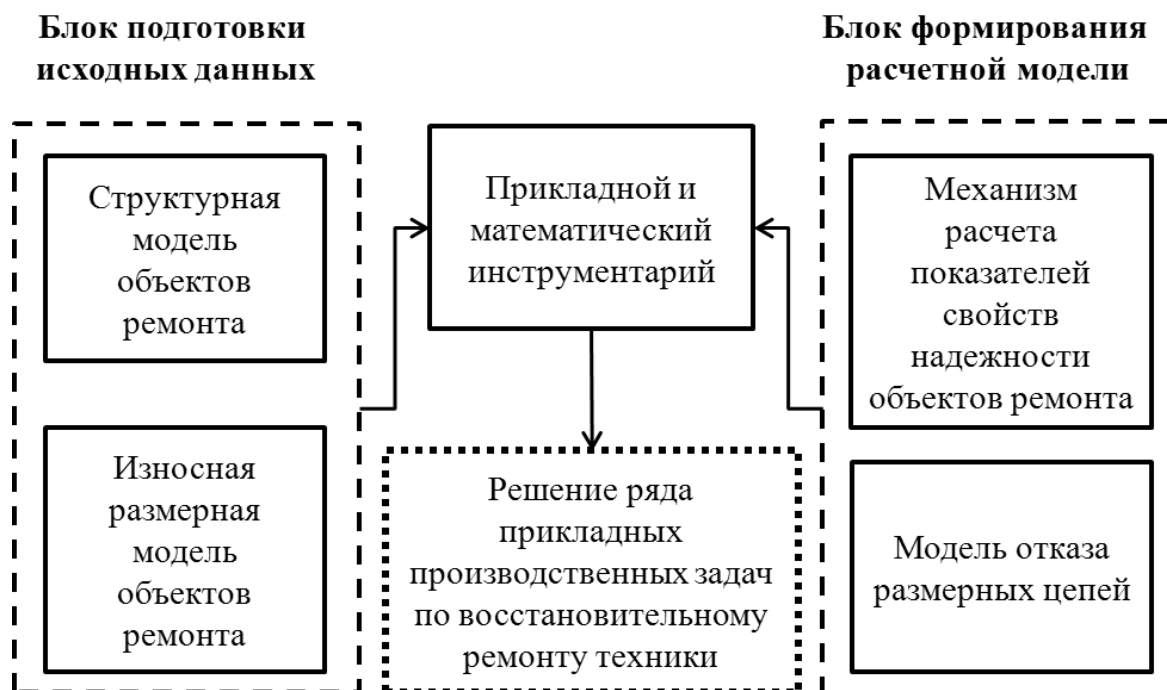 Блок подготовки
исходных данных
Структурная
модель
объектов
ремонта
Износная
размерная
модель
объектов
ремонта
Прикладной и
математический
инструментарий
Решение ряда
прикладных
производственных задач
по восстановительному
ремонту техники
Блок формирования
расчетной модели
Механизм
расчета
показателей
свойств
надежности
объектов ремонта
Модель отказа
размерных цепей